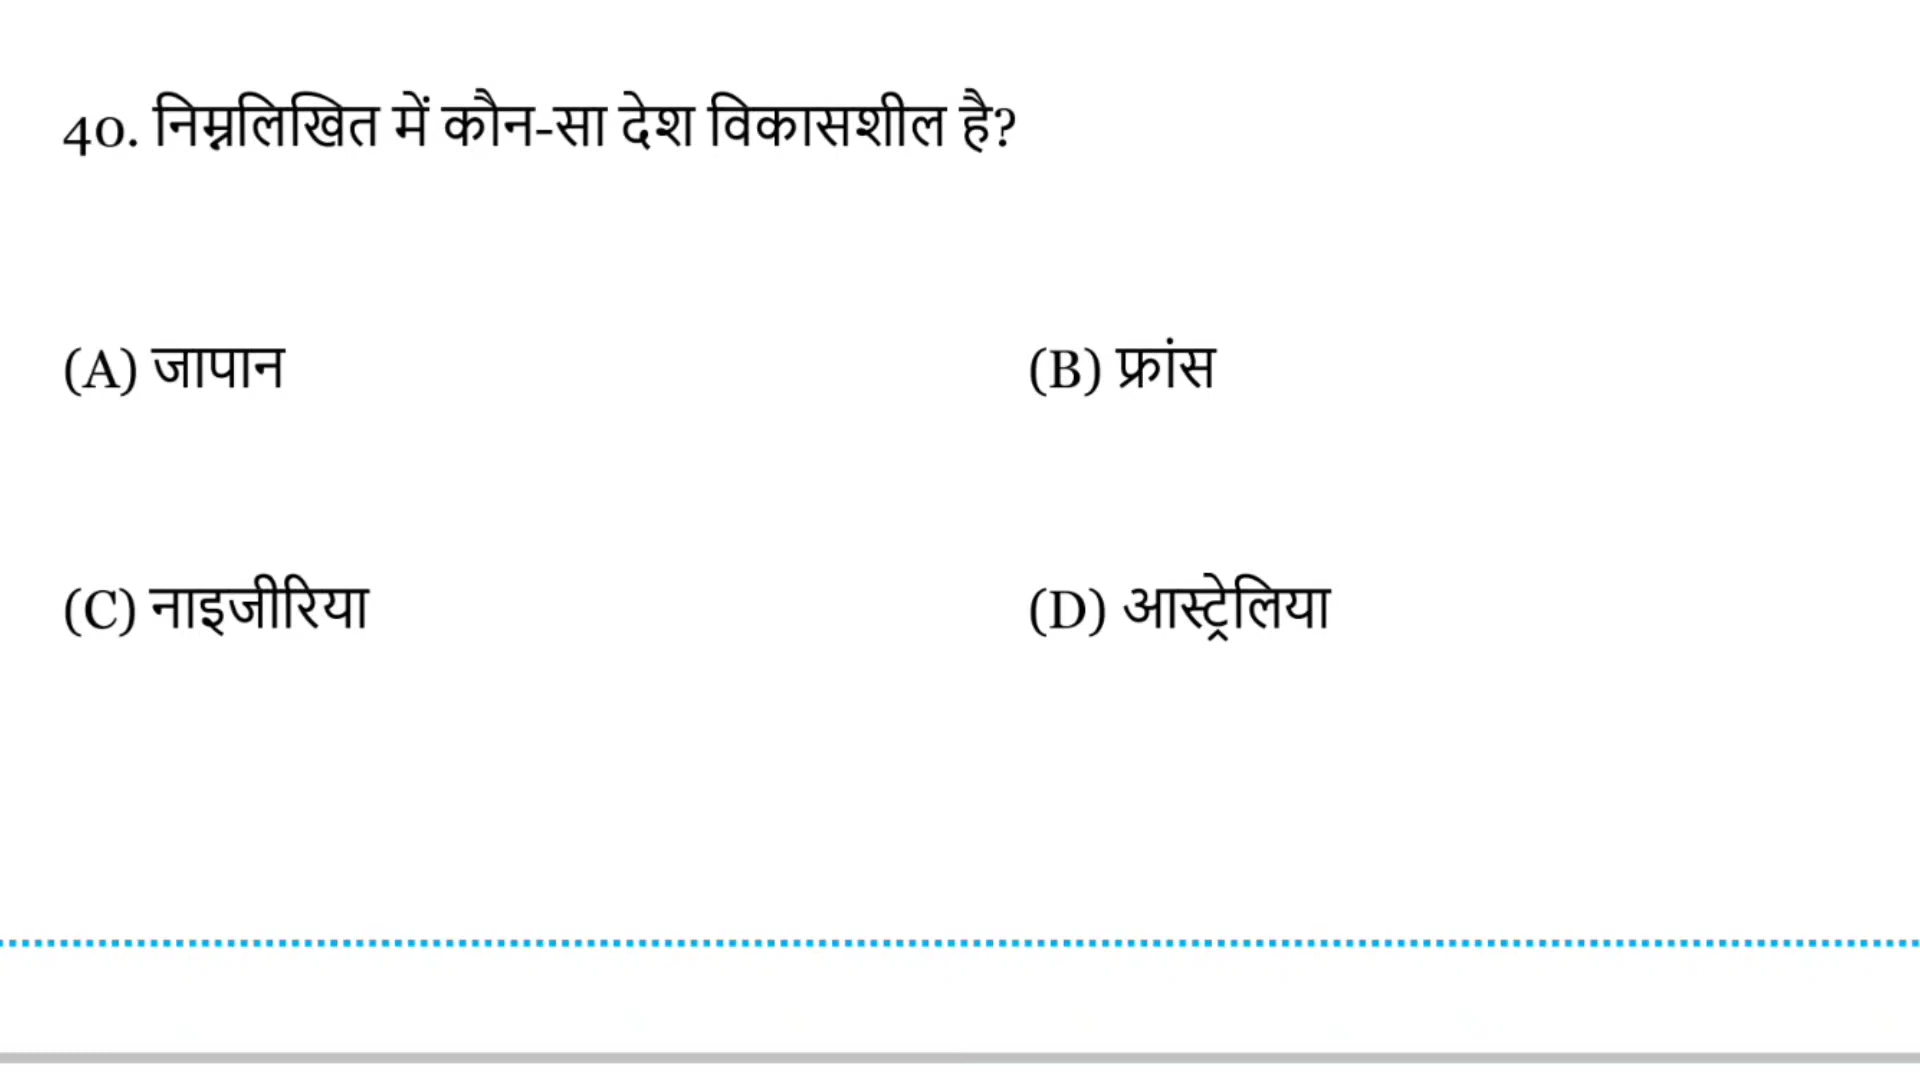 40. निम्नलिखित में कौन-सा देश विकासशील है?
(A) जापान
(B) फ्रांस
(C) नाइजीरिया
(D) आस्ट्रेलिया